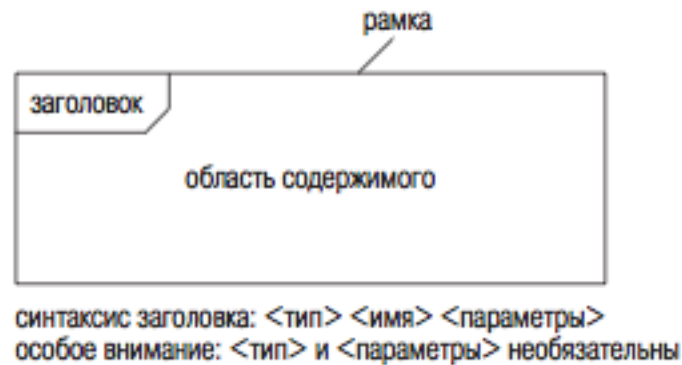 рамка
заголовок
область содержимого
синтаксис заголовка: <тип> <имя> <параметры>
особое внимание: <тип> и <параметры> необязательны